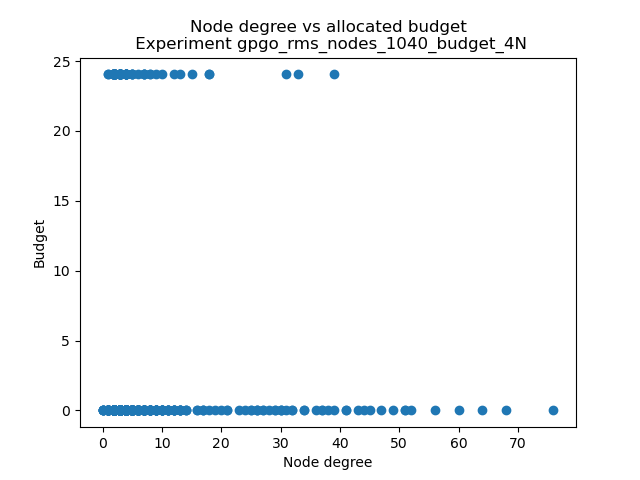 Node degree vs allocated budget
Experiment gpgo_rms_nodes_1040_budget_4N
25
20
15
10
5
0
Budget
0 10 20 30 40 50 60 70
Node degree